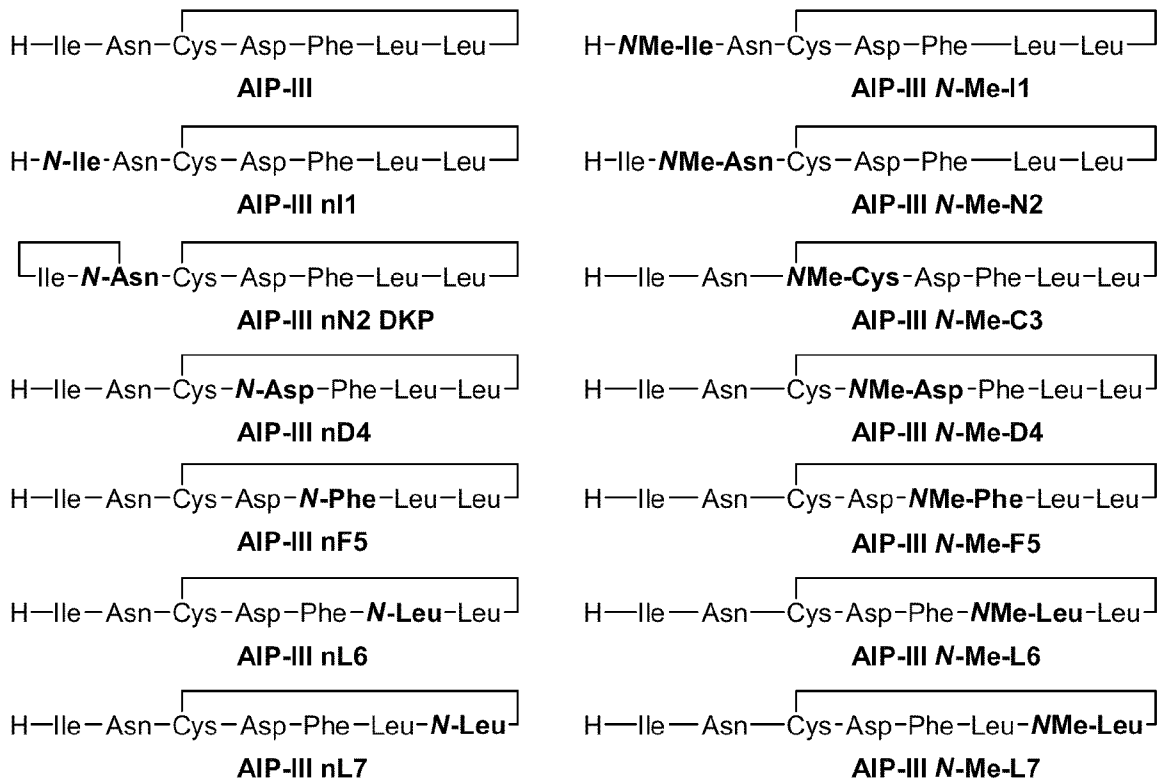 H–Ile–Asn–Cys–Asp–Phe–Leu–Leu
AIP-III
H-NMe-Ile-Asn–Cys–Asp–Phe—Leu–Leu
AIP-III N-Me-I1
H-N-Ile-Asn–Cys–Asp–Phe–Leu–Leu
AIP-III nI1
H-Ile-NMe-Asn–Cys–Asp–Phe—Leu–Leu
AIP-III N-Me-N2
Ile-N-Asn–Cys–Asp–Phe–Leu–Leu
AIP-III nN2 DKP
H—Ile—Asn—NMe-Cys-Asp-Phe-Leu-Leu
AIP-III N-Me-C3
H–Ile–Asn–Cys-N-Asp-Phe-Leu–Leu
AIP-III nD4
H—Ile—Asn—Cys-NMe-Asp-Phe-Leu-Leu
AIP-III N-Me-D4
H–Ile–Asn–Cys–Asp-N-Phe-Leu–Leu
AIP-III nF5
H—Ile—Asn—Cys-Asp-NMe-Phe-Leu-Leu
AIP-III N-Me-F5
H–Ile–Asn–Cys–Asp–Phe-N-Leu-Leu
AIP-III nL6
H—Ile—Asn—Cys-Asp-Phe-NMe-Leu-Leu
AIP-III N-Me-L6
H–Ile–Asn–Cys–Asp–Phe–Leu-N-Leu
AIP-III nL7
H—Ile—Asn—Cys-Asp-Phe-Leu-NMe-Leu
AIP-III N-Me-L7